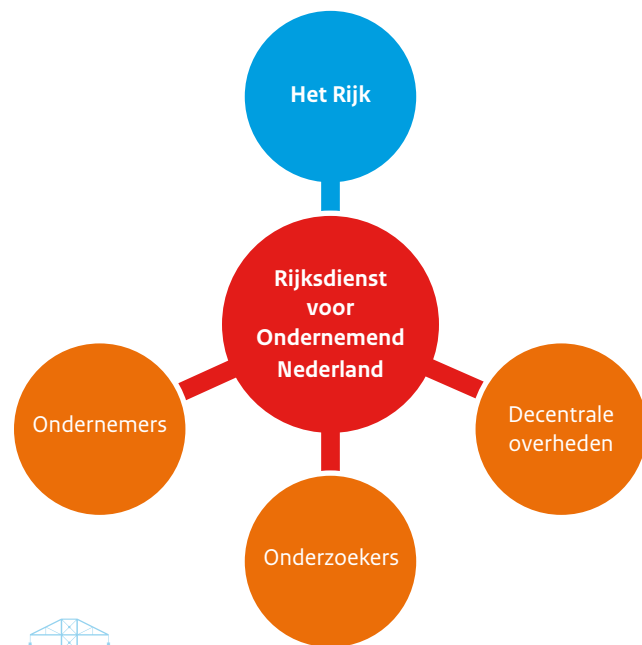 Het Rijk
Rijksdienst
voor
Ondernemend
Nederland
Ondernemers
Decentrale
overheden
Onderzoekers